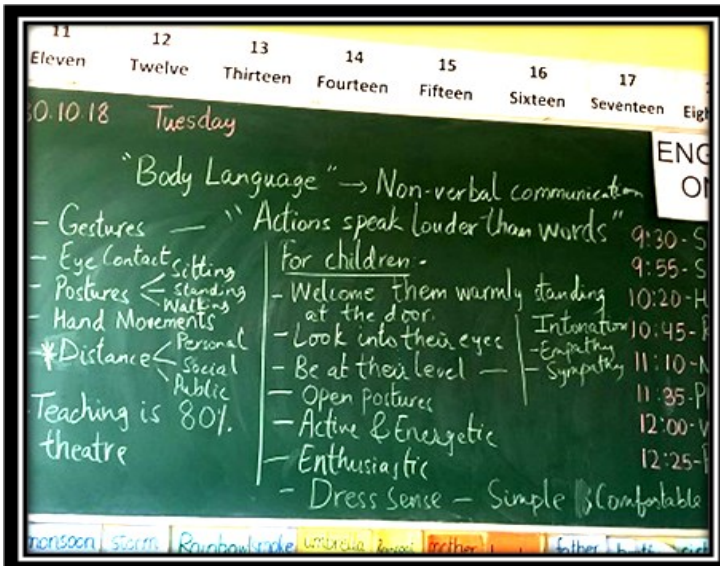 11 12 13 14 15 16 17
Eleven Twelve Thirteen Fourteen Fifteen Sixteen Seventeen
30.10.18 Tuesday
"Body Language" → Non-verbal communication
- Gestures — "Actions speak louder than words"
- Eye Contact
- Postures < Sitting
Standing
Walking
- Hand Movements
* Distance < Personal
Social
Public
Teaching is 80%
theatre
For children -
- Welcome them warmly standing
at the door.
- Look into their eyes
- Be at their level —
- Open postures
- Active & Energetic
- Enthusiastic
- Dress Sense - Simple & Comfortable
Intonation
- Empathy
- Sympathy
9:30-S
9:55-S
10:20-H
10:45-
11:10-
11:35-P
12:00-
12:25-
monsoon storm umbrella mother father